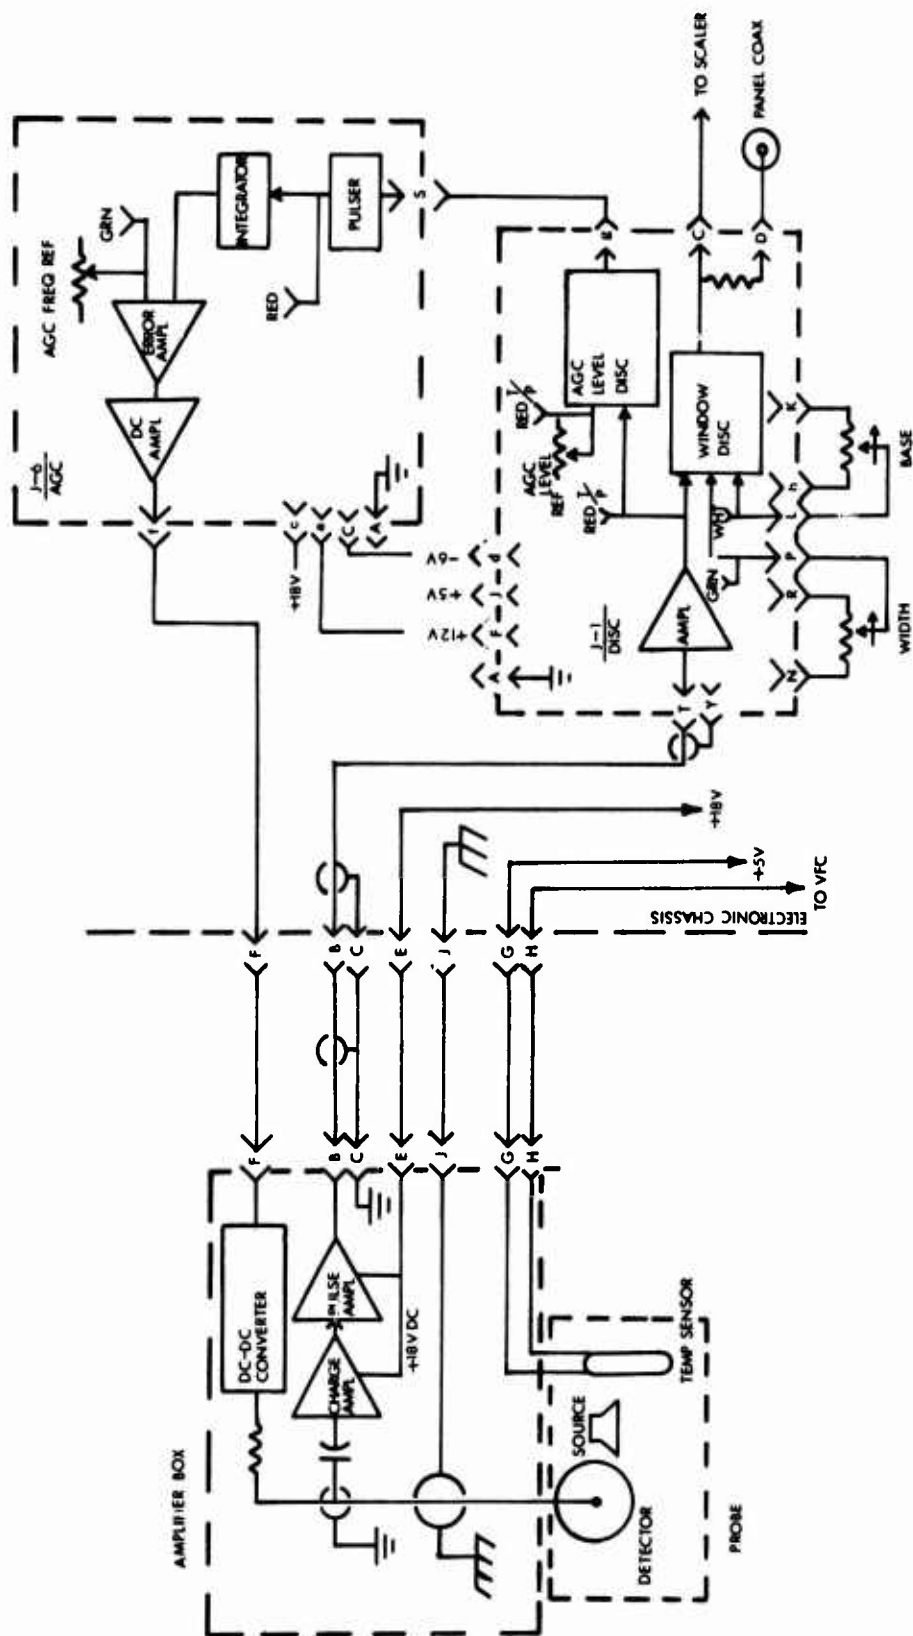 AMPLIFIER BOX
DC-DC CONVERTER
CHARGE AMPL
PULSE AMPL
+18V DC
F
B
C
E
J
G
H
DETECTOR
SOURCE
TEMP SENSOR
PROBE
F
B
C
E
J
G
H
ELECTRONIC CHASSIS
TO VFC
+5V
+18V
J-6
AGC
DC AMPL
ERROR AMPL
AGC FREQ REF
GRN
INTEGRATOR
RED
PULSER
S
+18V
c
e
C
A
+12V
+5V
-6V
A
F
J
d
J-1
DISC
T
Y
AMPL
RED T/P
AGC LEVEL REF
RED T/P
AGC LEVEL DISC
WINDOW DISC
GRN
WHT
N
R
P
L
h
K
WIDTH
BASE
C
D
TO SCALER
PANEL COAX